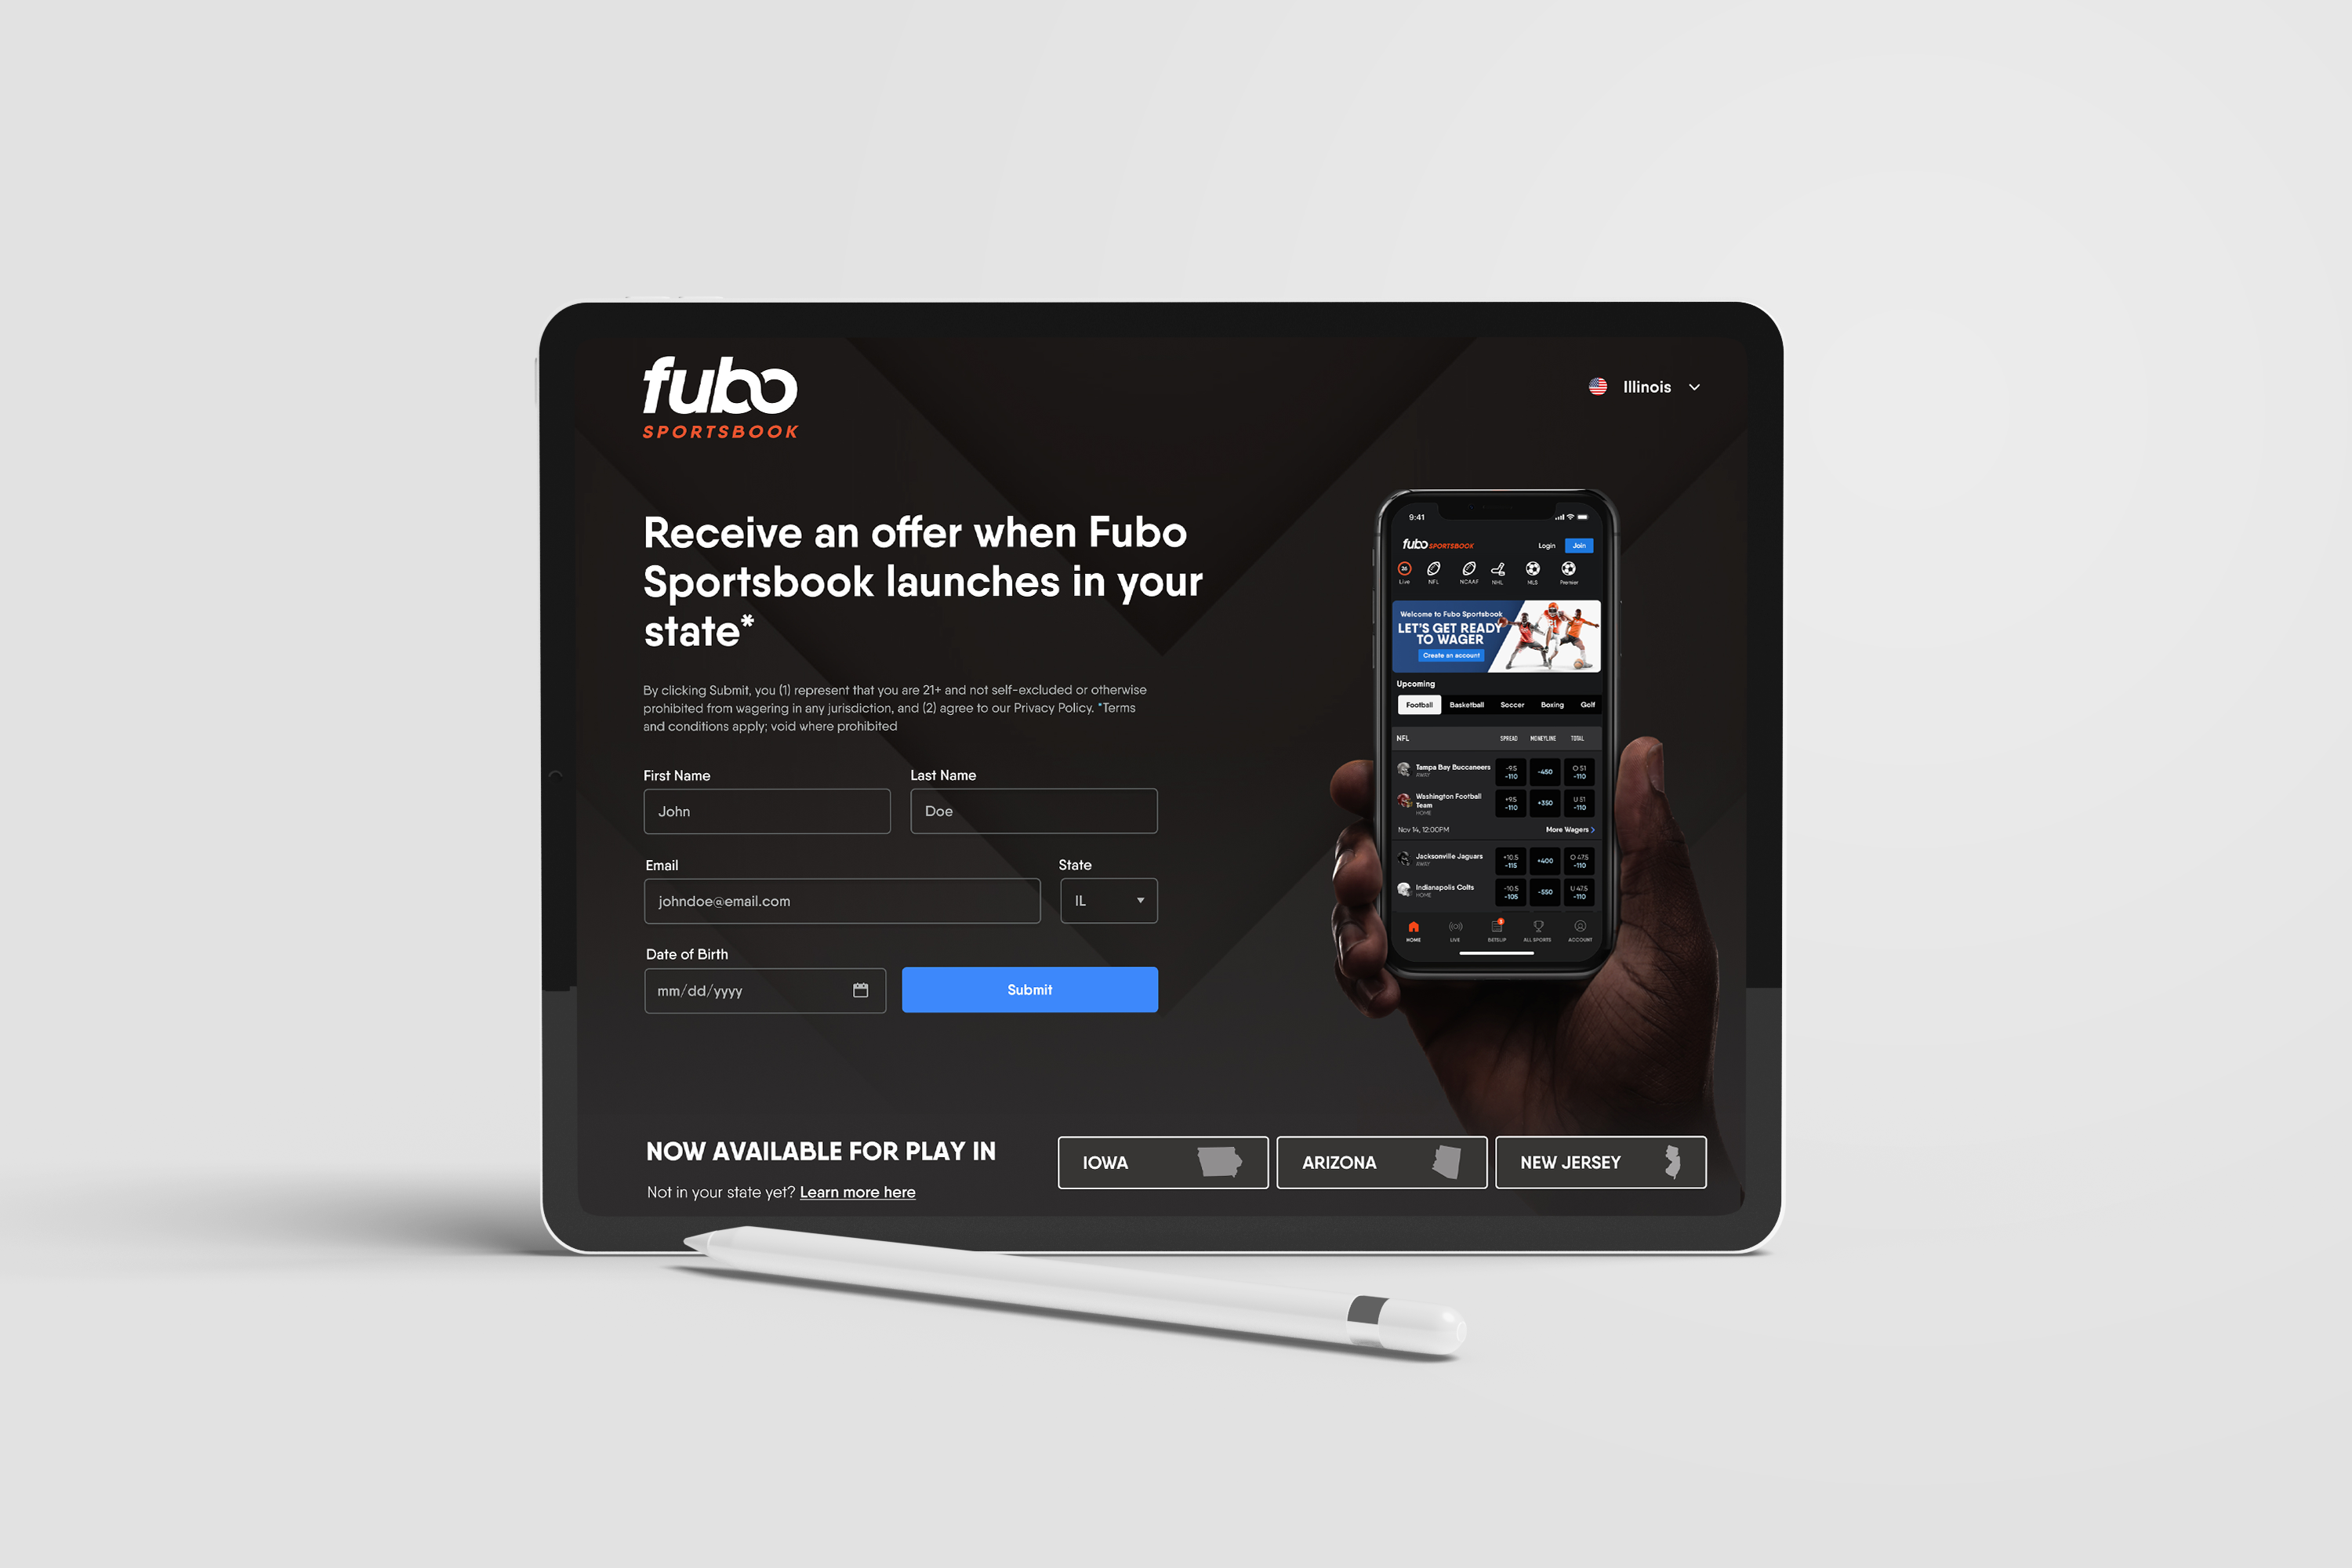 fubo
SPORTSBOOK
Illinois
Receive an offer when Fubo
Sportsbook launches in your
state*
By clicking Submit, you (1) represent that you are 21+ and not self-excluded or otherwise
prohibited from wagering in any jurisdiction, and (2) agree to our Privacy Policy. *Terms
and conditions apply; void where prohibited
First Name
Last Name
John
Doe
Email
State
johndoe@email.com
IL
Date of Birth
mm/dd/yyyy
Submit
9:41
fubo SPORTSBOOK
Login
Join
26
Live
NFL
NCAAF
NHL
MLS
Premier
Welcome to Fubo Sportsbook
LET'S GET READY
TO WAGER
Create an account
Upcoming
Football
Basketball
Soccer
Boxing
Golf
NFL
SPREAD
MONEYLINE
TOTAL
Tampa Bay Buccaneers
AWAY
-9.5
-110
-450
O 51
-110
Washington Football
Team
HOME
+9.5
-110
+350
U 51
-110
Nov 14, 12:00PM
More Wagers >
Jacksonville Jaguars
AWAY
+10.5
-115
+400
O 47.5
-110
Indianapolis Colts
HOME
-10.5
-105
-550
U 47.5
-110
HOME
LIVE
BETSLIP
ALL SPORTS
ACCOUNT
NOW AVAILABLE FOR PLAY IN
Not in your state yet? Learn more here
IOWA
ARIZONA
NEW JERSEY